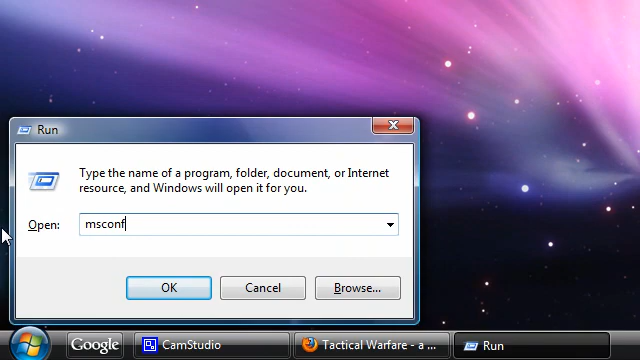 Run
Type the name of a program, folder, document, or Internet
resource, and Windows will open it for you.
Open: msconf
OK Cancel Browse...
Google CamStudio Tactical Warfare - a ... Run